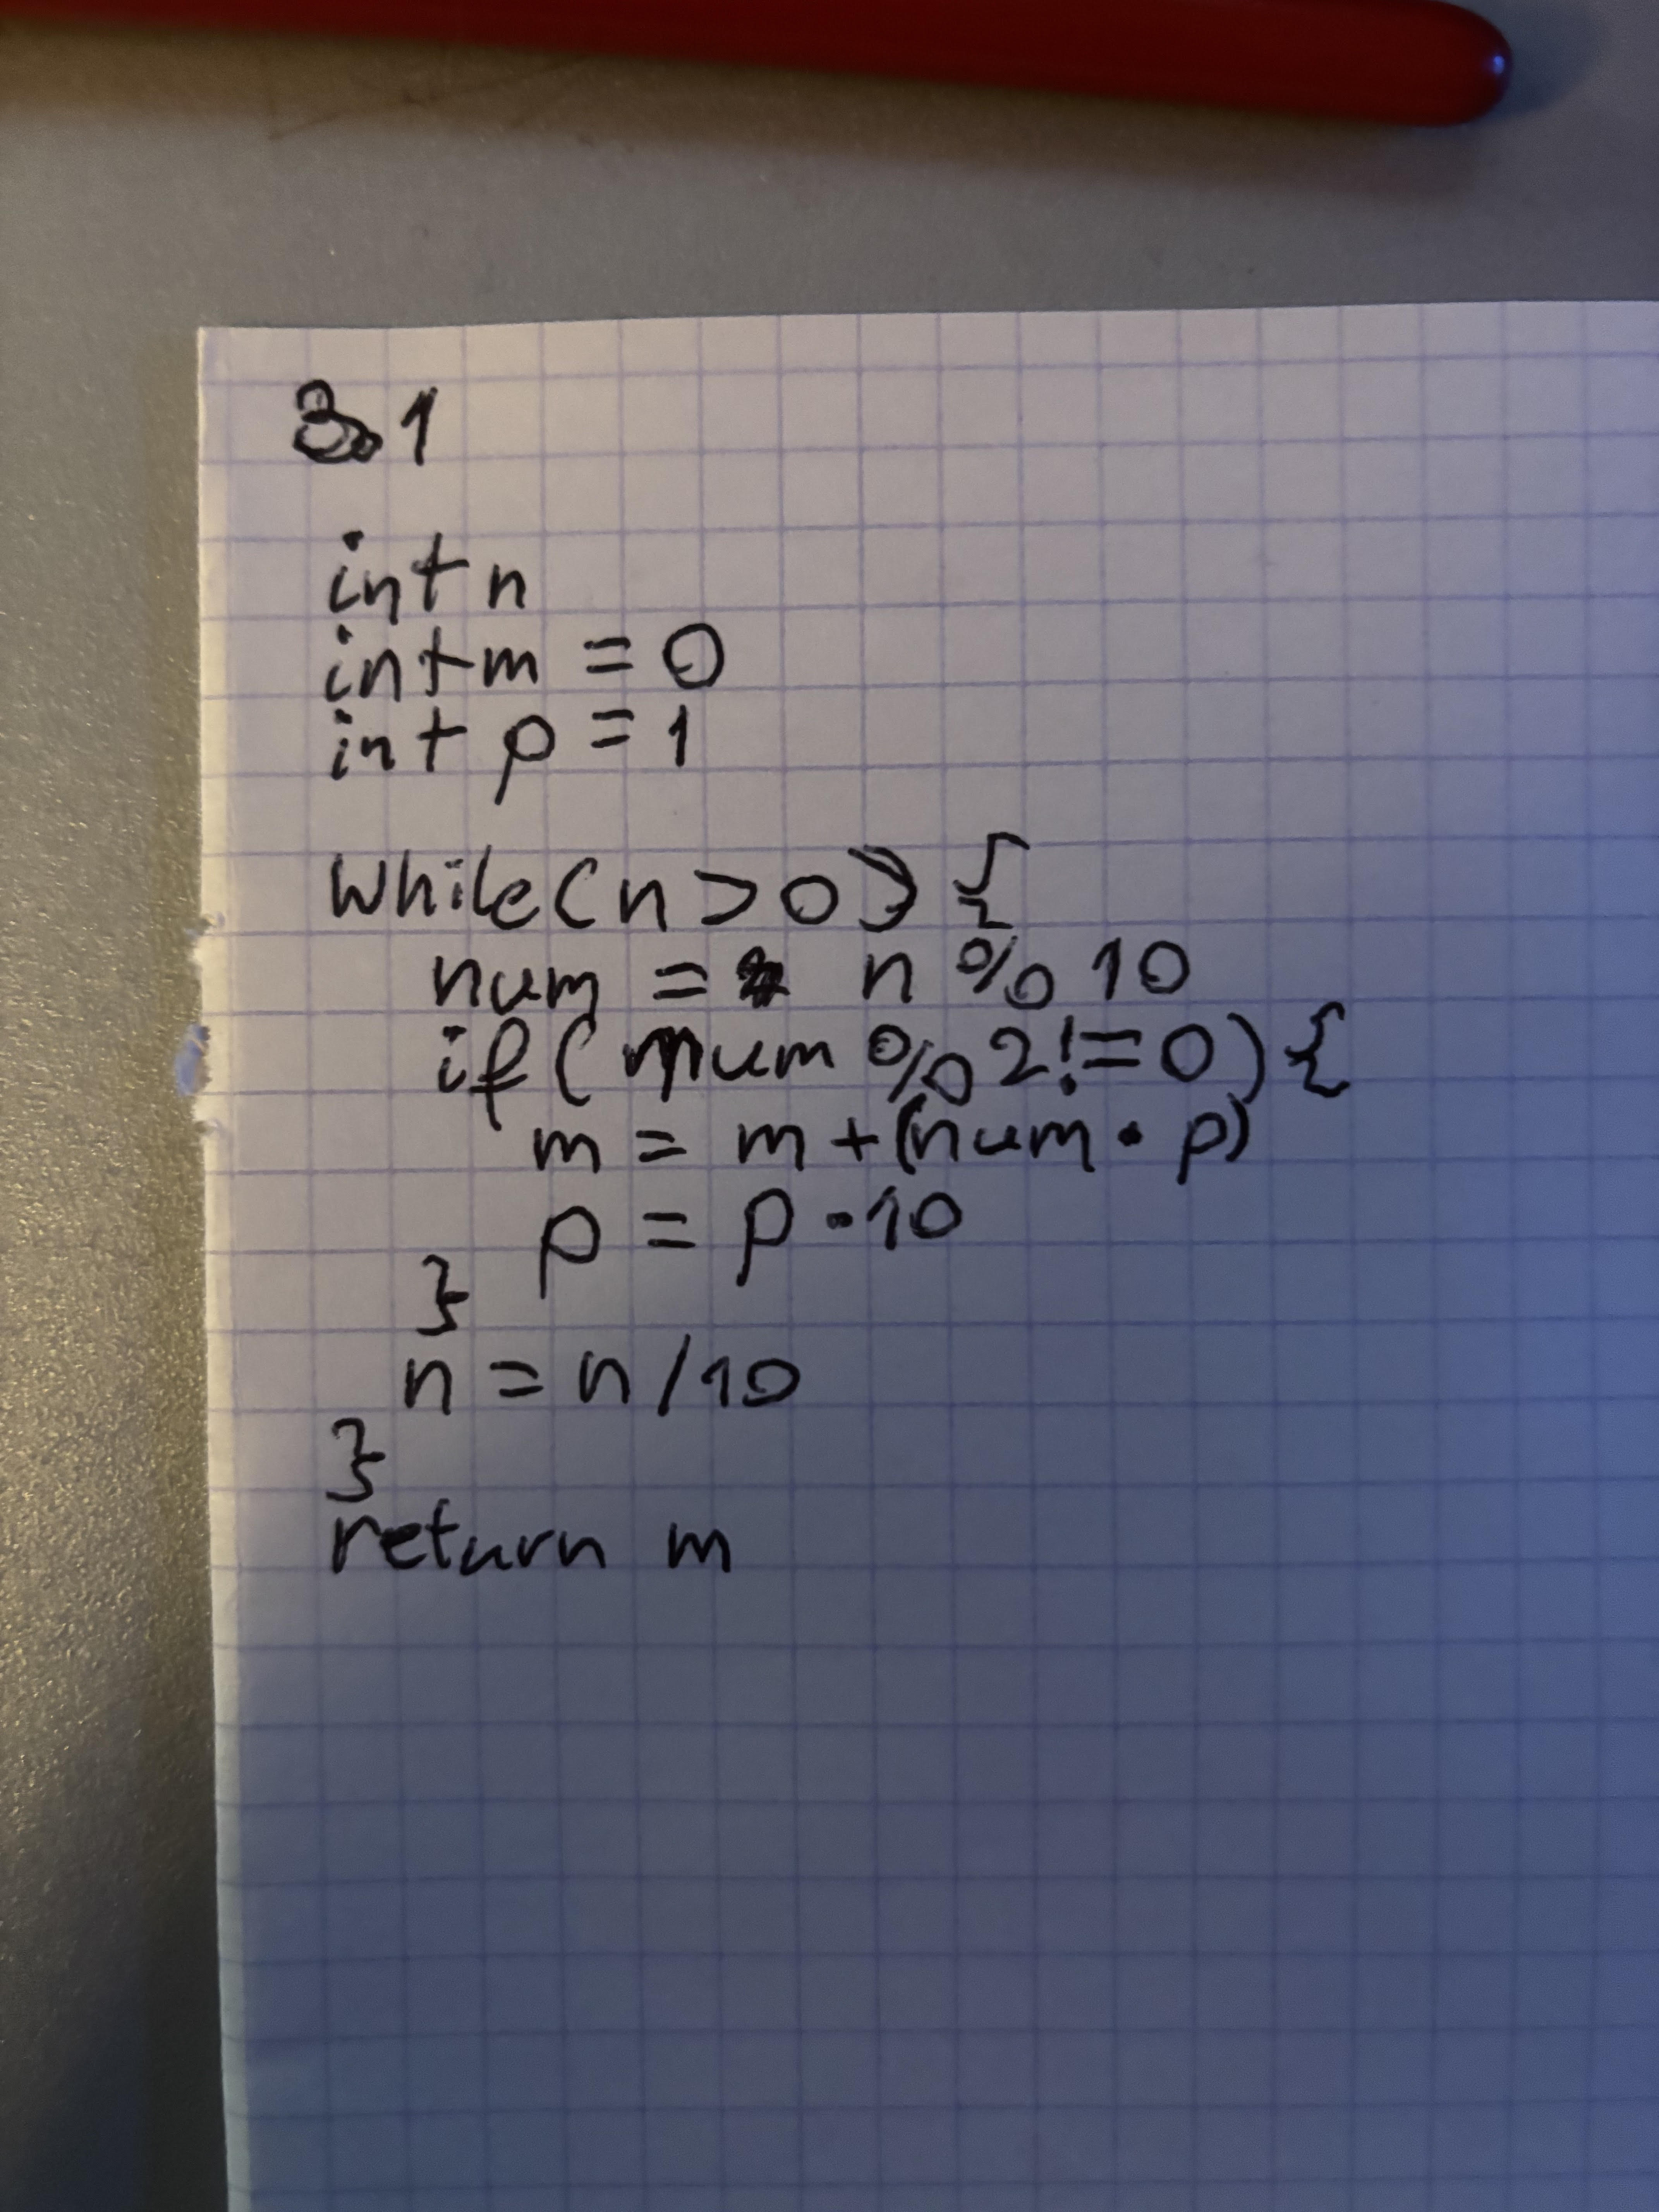 3.1
int n
int m = 0
int p = 1
while(n > 0) {
num = n % 10
if( num % 2 != 0) {
m = m + (num · p)
p = p · 10
}
n = n / 10
}
return m